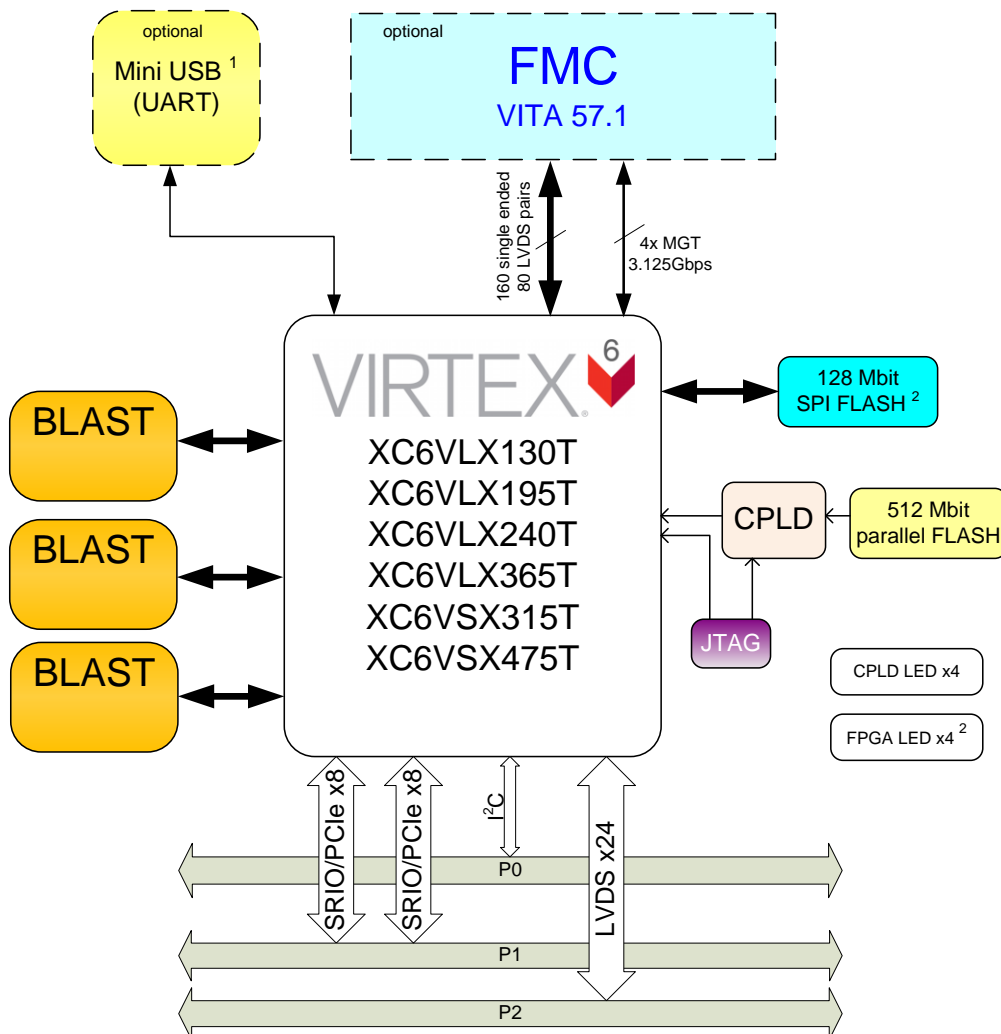 optional
Mini USB 1
(UART)
optional
FMC
VITA 57.1
160 single ended
80 LVDS pairs
4x MGT
3.125Gbps
VIRTEX® 6
XC6VLX130T
XC6VLX195T
XC6VLX240T
XC6VLX365T
XC6VSX315T
XC6VSX475T
BLAST
BLAST
BLAST
128 Mbit
SPI FLASH 2
CPLD
512 Mbit
parallel FLASH
JTAG
CPLD LED x4
FPGA LED x4 2
SRIO/PCIe x8
SRIO/PCIe x8
I2C
LVDS x24
P0
P1
P2